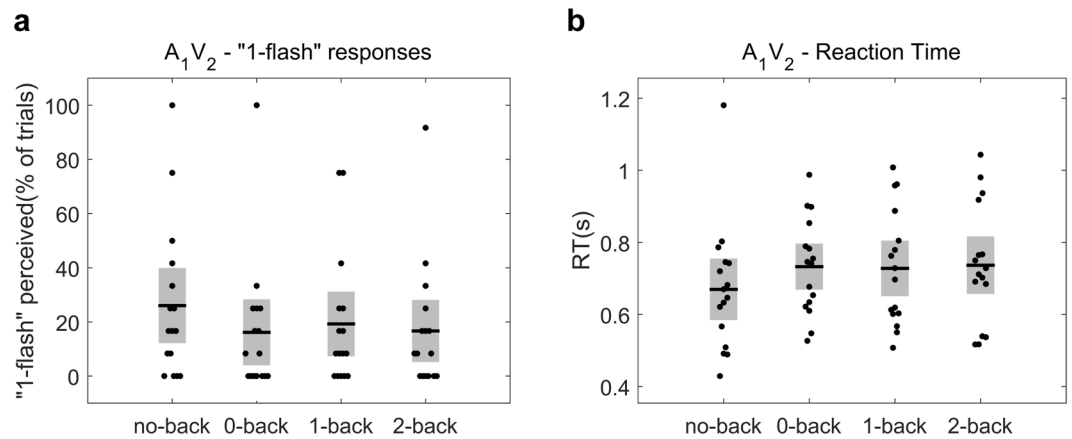 a
A₁V₂ - "1-flash" responses
"1-flash" perceived(% of trials)
100
80
60
40
20
0
no-back 0-back 1-back 2-back
b
A₁V₂ - Reaction Time
RT(s)
1.2
1
0.8
0.6
0.4
no-back 0-back 1-back 2-back